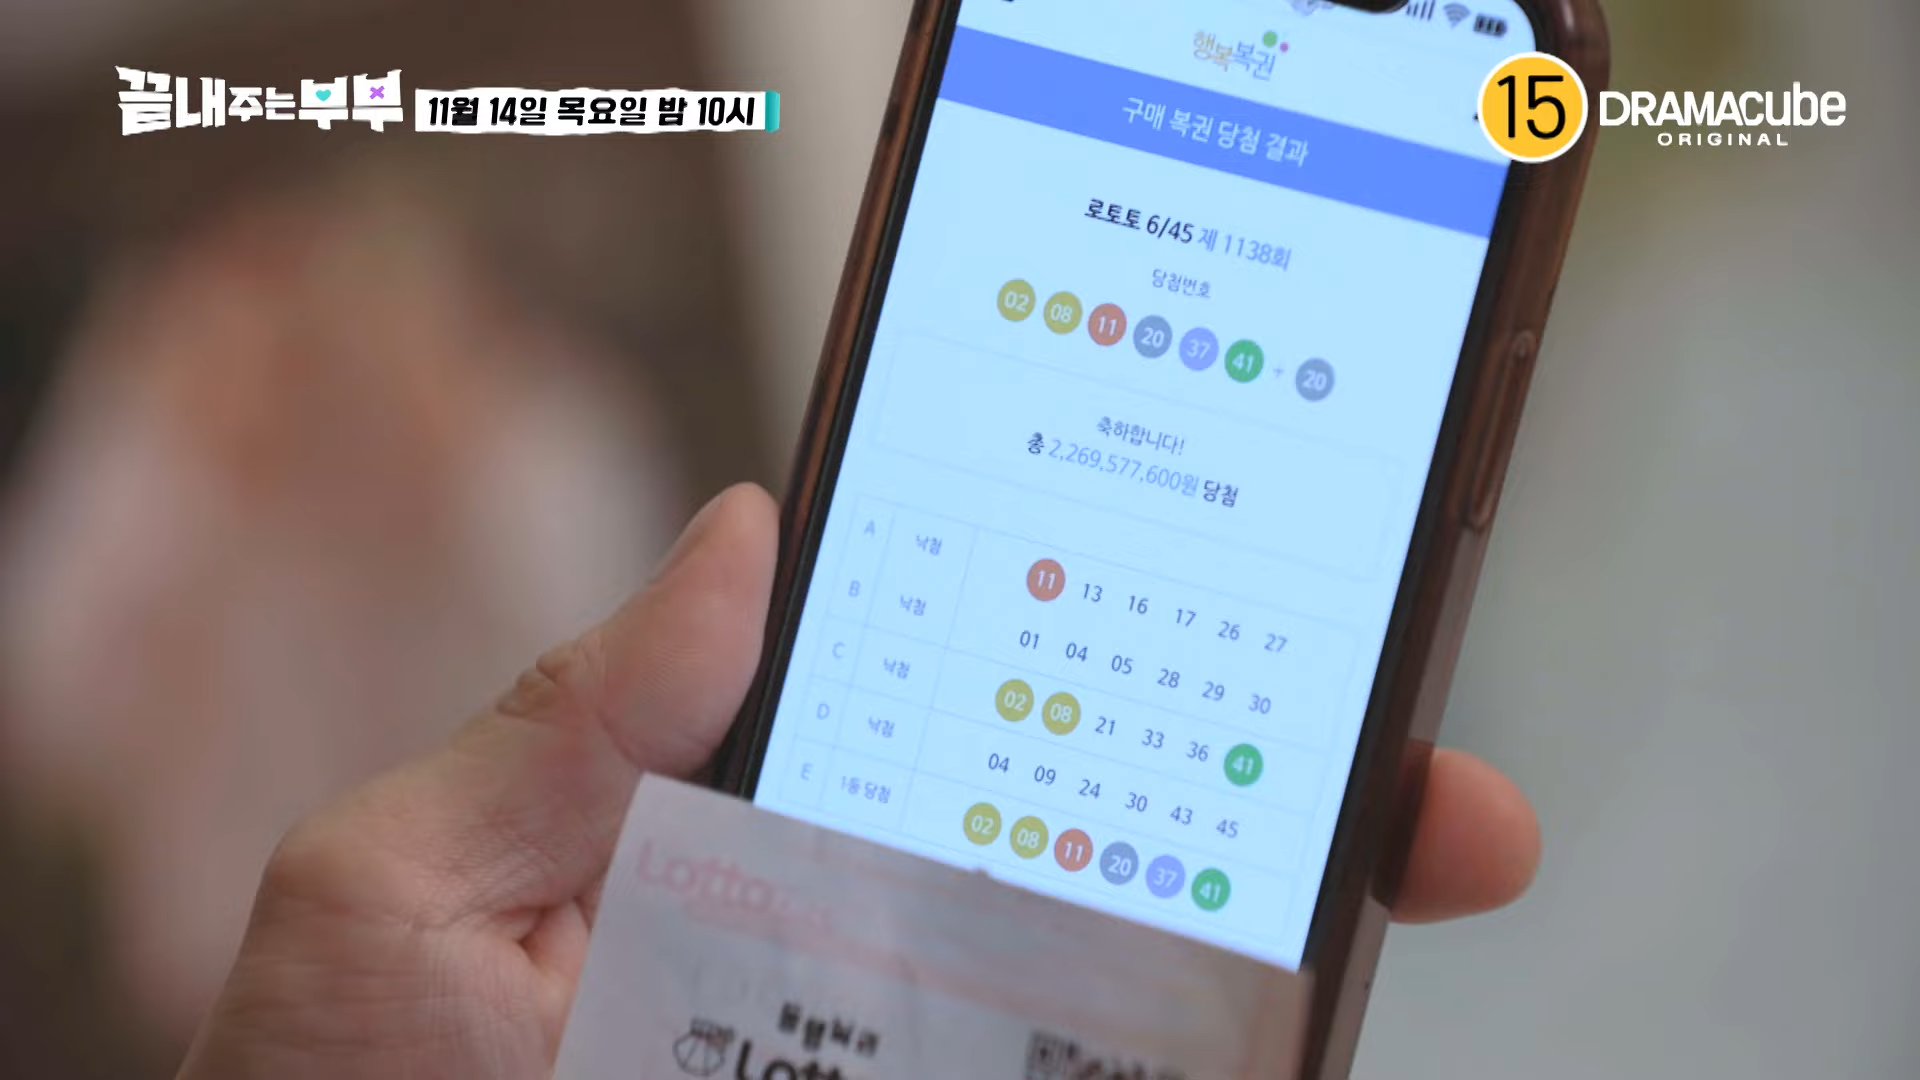 끝내주는 부부 11월 14일 목요일 밤 10시
15 DRAMAcube
ORIGINAL
행복복권
구매 복권 당첨 결과
로토토 6/45 제 1138회
당첨번호
02 08 11 20 37 41 + 20
축하합니다!
총 2,269,577,600원 당첨
A 낙첨 11 13 16 17 26 27
B 낙첨 01 04 05 28 29 30
C 낙첨 02 08 21 33 36 41
D 낙첨 04 09 24 30 43 45
E 1등 당첨 02 08 11 20 37 41
Lotto